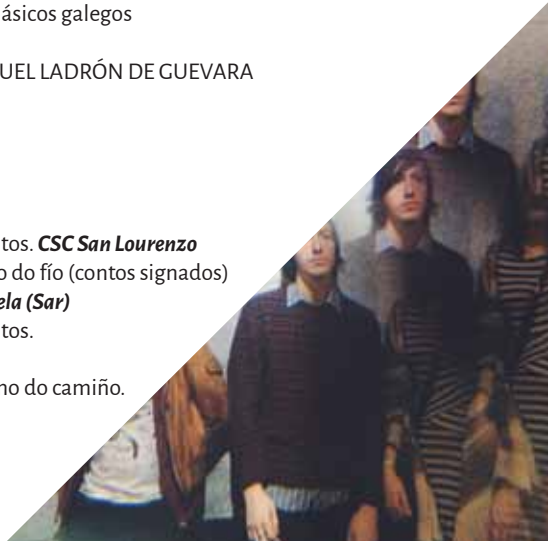 ásicos galegos
UEL LADRÓN DE GUEVARA
tos. CSC San Lourenzo
o do fío (contos signados)
ela (Sar)
tos.
no do camiño.